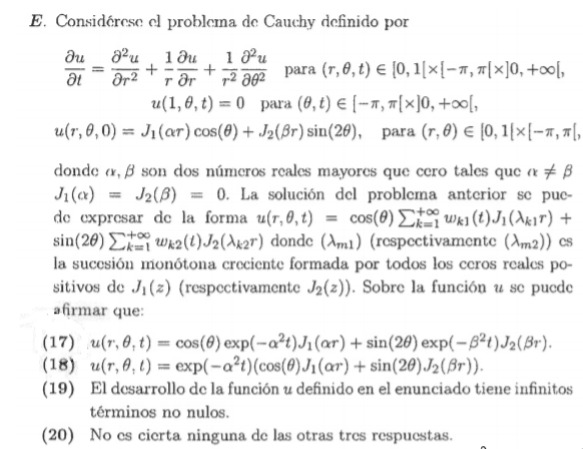 E. Considérese el problema de Cauchy definido por
∂u/∂t = ∂²u/∂r² + 1/r ∂u/∂r + 1/r² ∂²u/∂θ² para (r, θ, t) ∈ [0, 1[×[−π, π[×]0, +∞[,
u(1, θ, t) = 0 para (θ, t) ∈ [−π, π[×]0, +∞[,
u(r, θ, 0) = J₁(αr) cos(θ) + J₂(βr) sin(2θ), para (r, θ) ∈ [0, 1[×[−π, π[,
donde α, β son dos números reales mayores que cero tales que α ≠ β
J₁(α) = J₂(β) = 0. La solución del problema anterior se pue-
de expresar de la forma u(r, θ, t) = cos(θ) ∑_{k=1}^{+∞} w_{k1}(t)J₁(λ_{k1}r) +
sin(2θ) ∑_{k=1}^{+∞} w_{k2}(t)J₂(λ_{k2}r) donde (λ_{m1}) (respectivamente (λ_{m2})) es
la sucesión monótona creciente formada por todos los ceros reales po-
sitivos de J₁(z) (respectivamente J₂(z)). Sobre la función u se puede
afirmar que:
(17) u(r, θ, t) = cos(θ) exp(−α²t)J₁(αr) + sin(2θ) exp(−β²t)J₂(βr).
(18) u(r, θ, t) = exp(−α²t)(cos(θ)J₁(αr) + sin(2θ)J₂(βr)).
(19) El desarrollo de la función u definido en el enunciado tiene infinitos
términos no nulos.
(20) No es cierta ninguna de las otras tres respuestas.